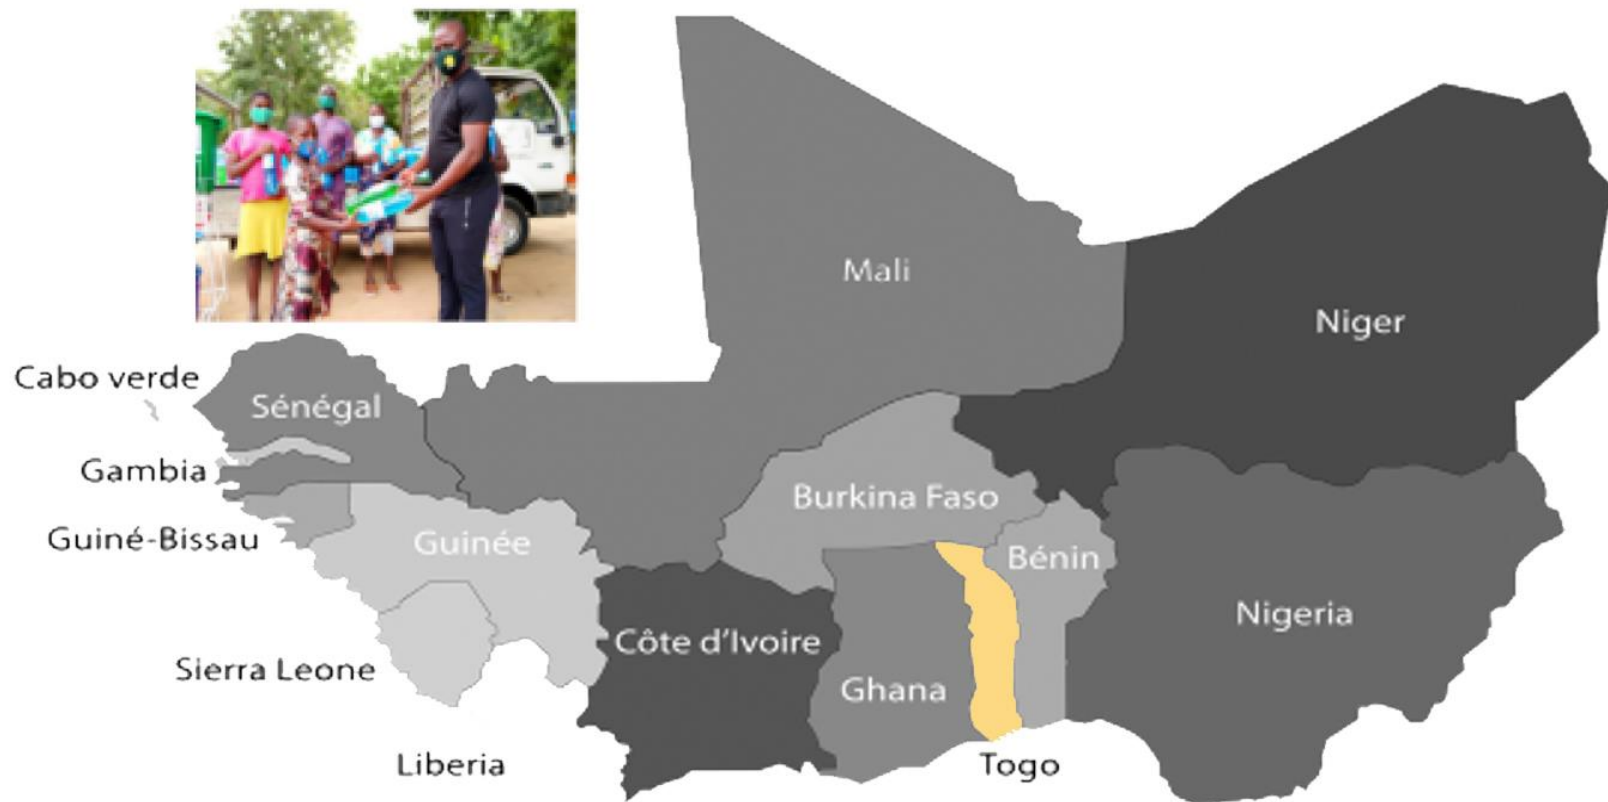 Mali
Niger
Cabo verde
Sénégal
Gambia
Burkina Faso
Guiné-Bissau
Guinée
Bénin
Nigeria
Côte d'Ivoire
Sierra Leone
Ghana
Liberia
Togo